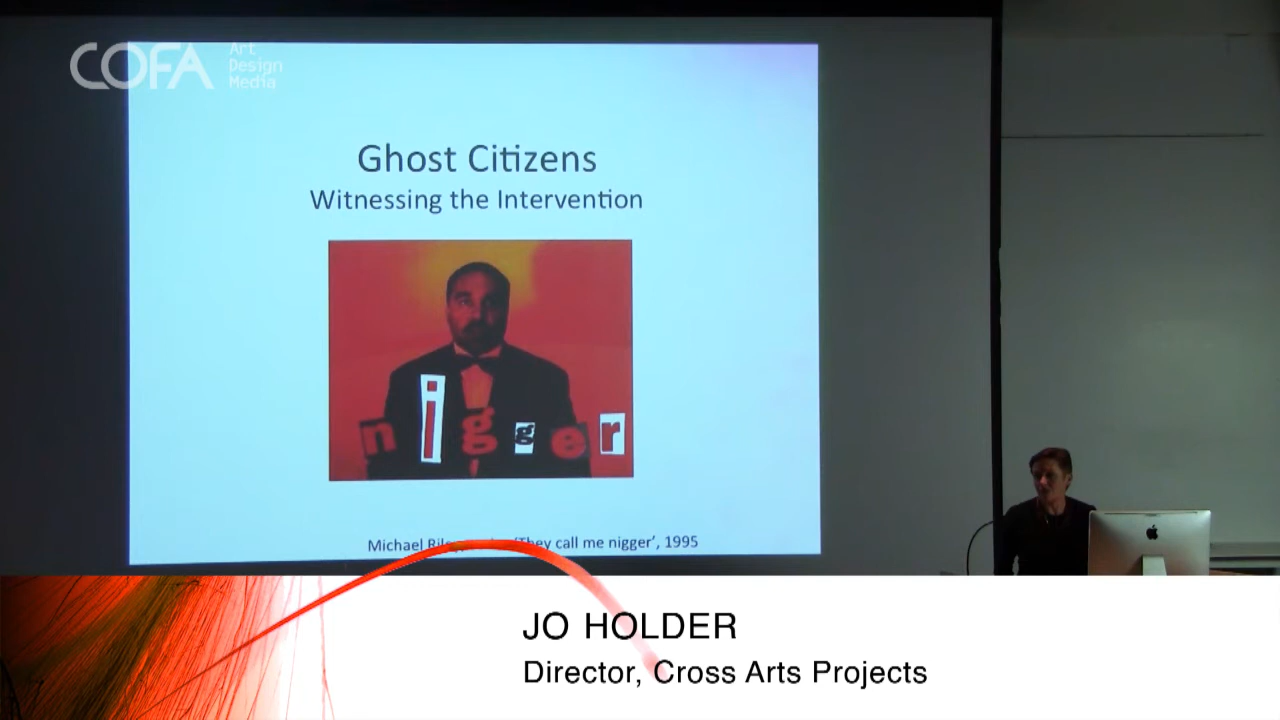 COFA
Art
Design
Media
Ghost Citizens
Witnessing the Intervention
nigger
Michael 'They call me nigger', 1995
JO HOLDER
Director, Cross Arts Projects